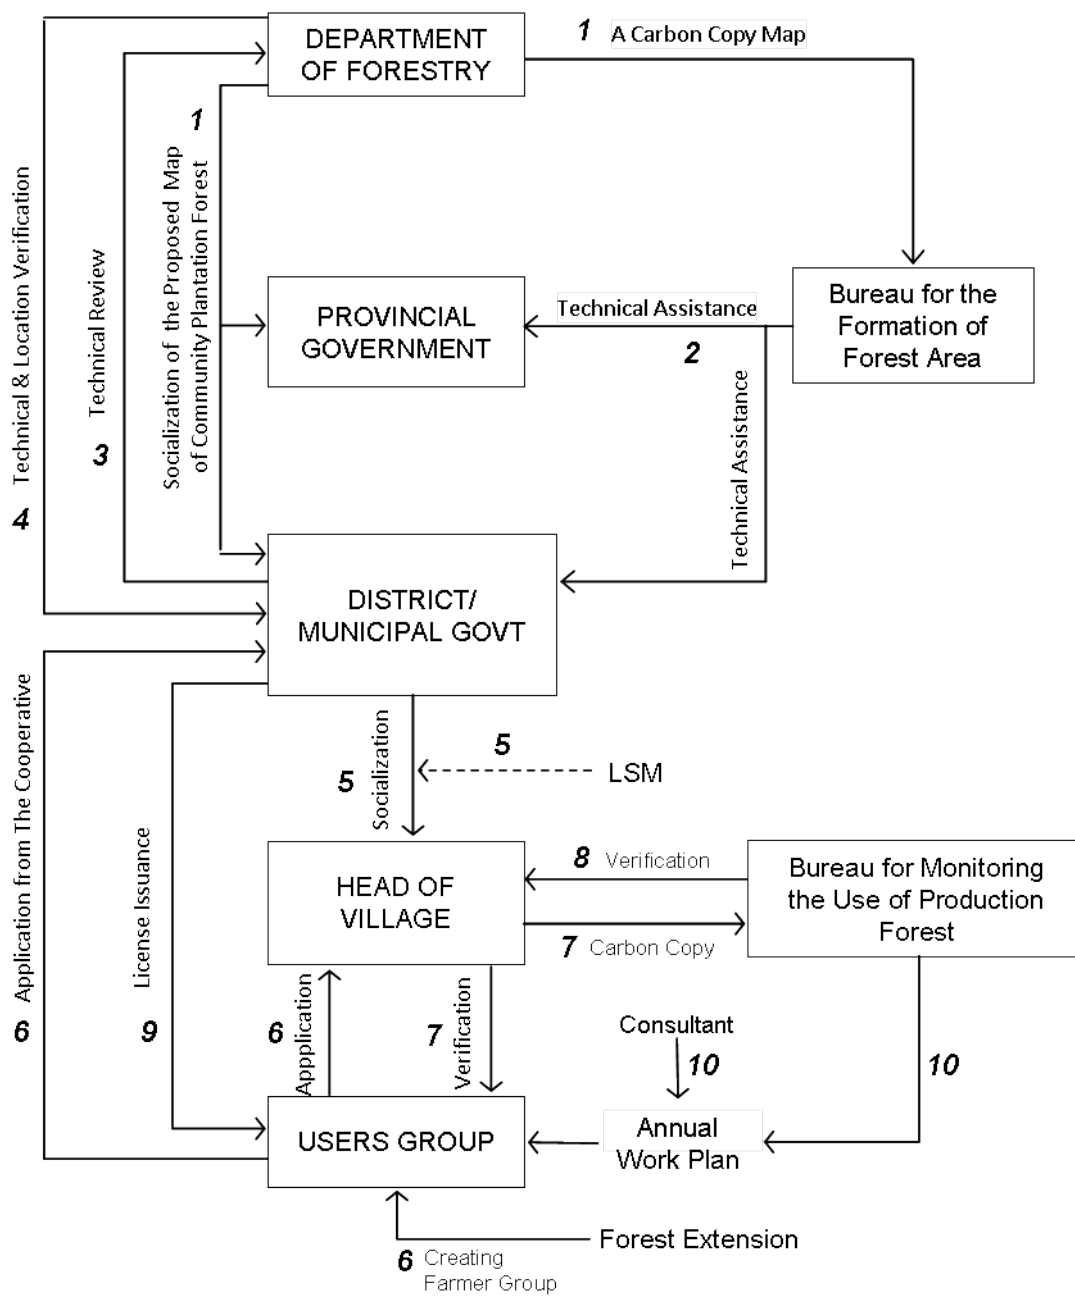 DEPARTMENT
OF FORESTRY
1 A Carbon Copy Map
1
Socialization of the Proposed Map
of Community Plantation Forest
Technical & Location Verification
4
Technical Review
3
PROVINCIAL
GOVERNMENT
Technical Assistance
2
Bureau for the
Formation of
Forest Area
Technical Assistance
DISTRICT/
MUNICIPAL GOVT
5
Socialization
5
LSM
Application from The Cooperative
6
License Issuance
9
HEAD OF
VILLAGE
8 Verification
7 Carbon Copy
Bureau for Monitoring
the Use of Production
Forest
6
Appplication
7
Verification
Consultant
10
10
USERS GROUP
Annual
Work Plan
Forest Extension
6 Creating
Farmer Group